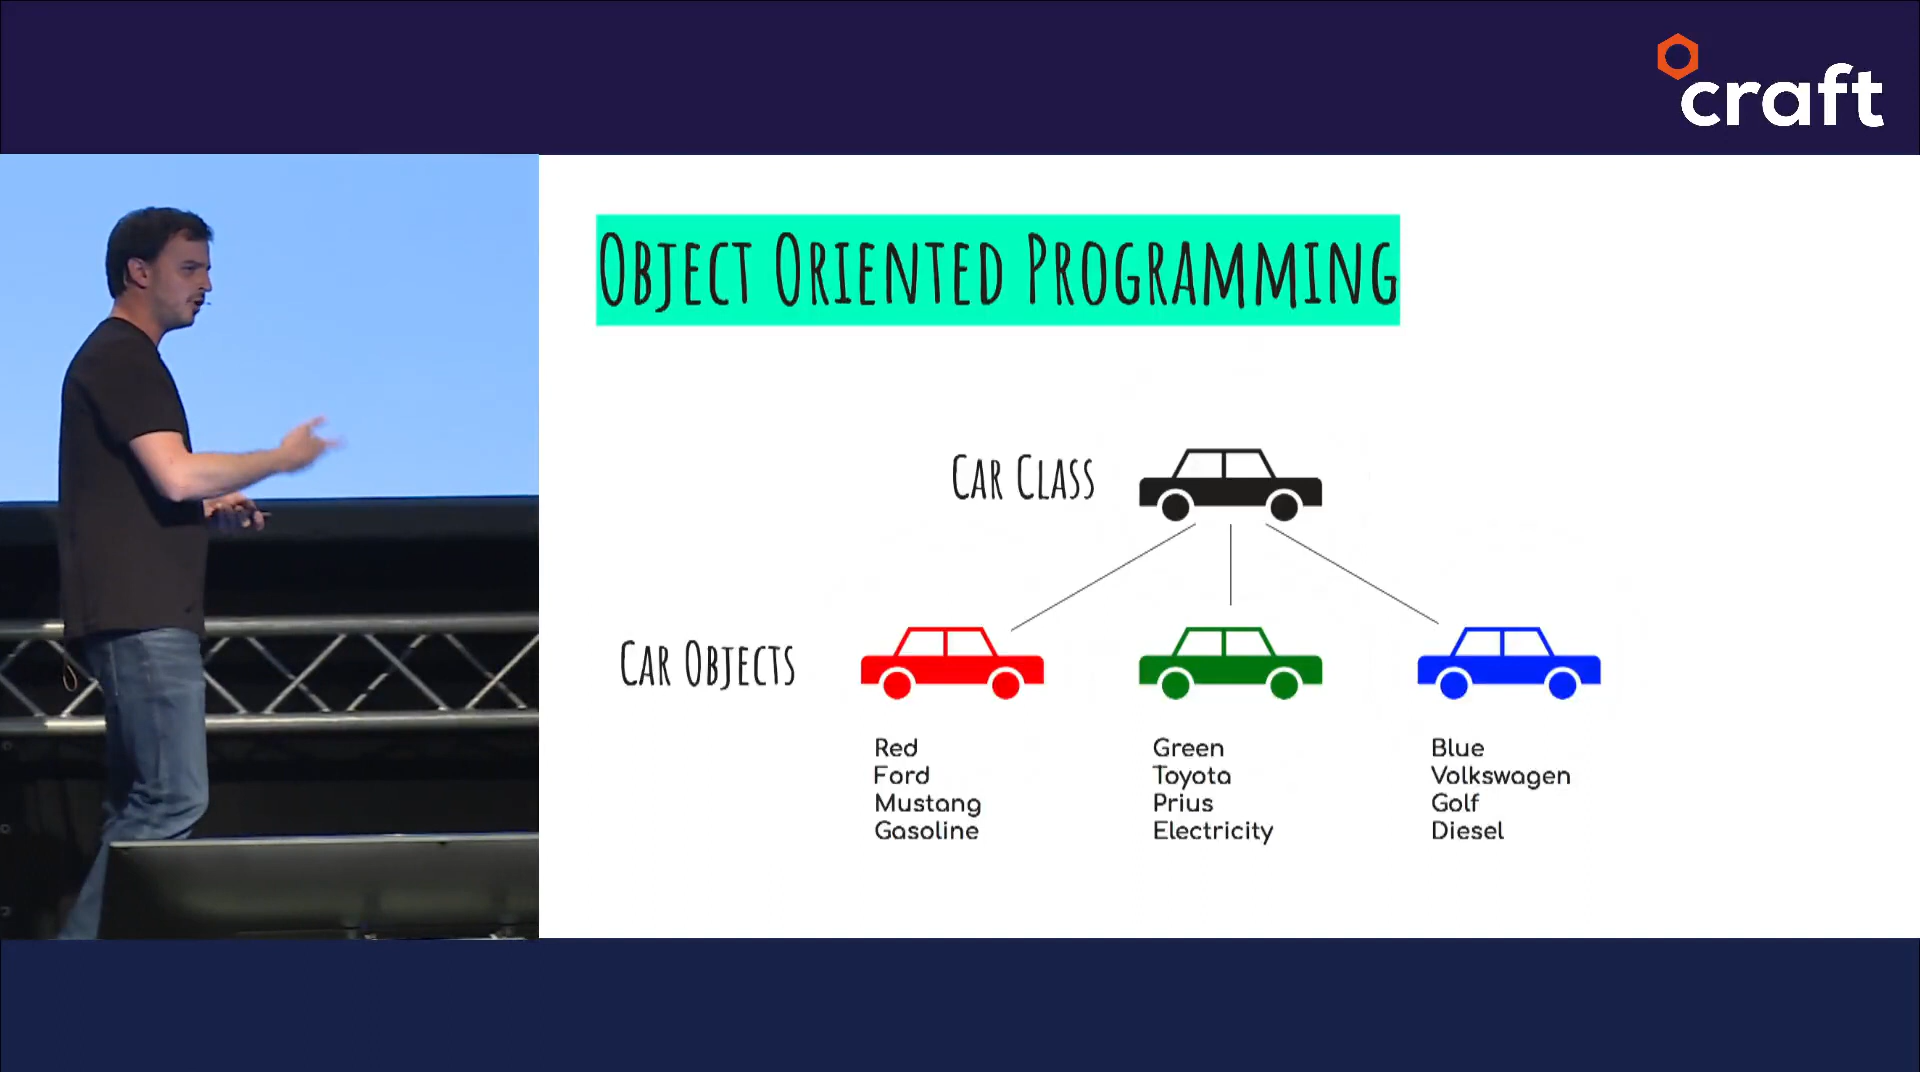 craft
Object Oriented Programming
Car Class
Car Objects
Red
Ford
Mustang
Gasoline
Green
Toyota
Prius
Electricity
Blue
Volkswagen
Golf
Diesel